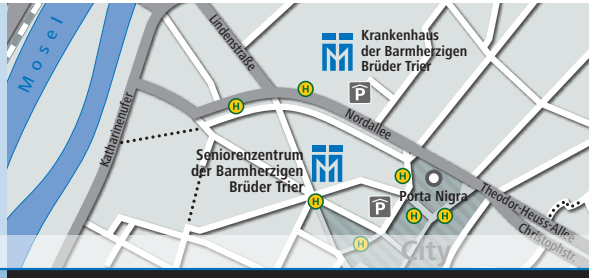 Mosel
Lindenstraße
Krankenhaus
der Barmherzigen
Brüder Trier
H
H
P
Katharinenufer
Nordallee
Seniorenzentrum
der Barmherzigen
Brüder Trier
H
Porta Nigra
Theodor-Heuss-Allee
H
P
H
H
Christophstr.
H
City